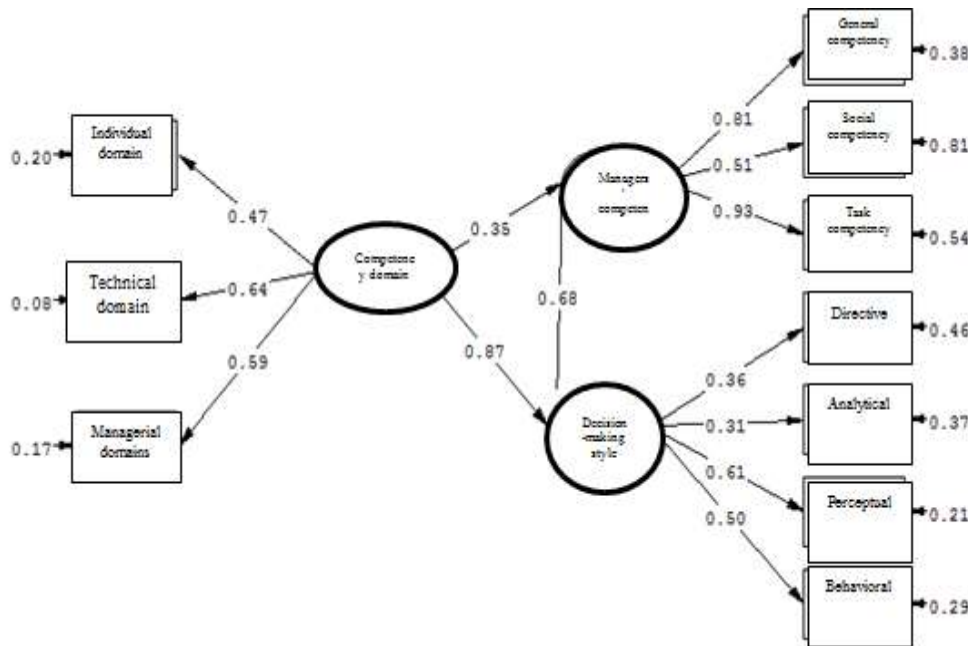 General
competency
0.38
0.81
Social
competency
0.81
0.51
Task
competency
0.54
0.93
Individual
domain
0.20
0.47
Technical
domain
0.08
0.64
Managerial
domains
0.17
0.59
Competenc
y domain
0.35
0.87
Managers
'
competen
0.68
Decision
-making
style
Directive
0.46
0.36
Analytical
0.37
0.31
Perceptual
0.21
0.61
Behavioral
0.29
0.50